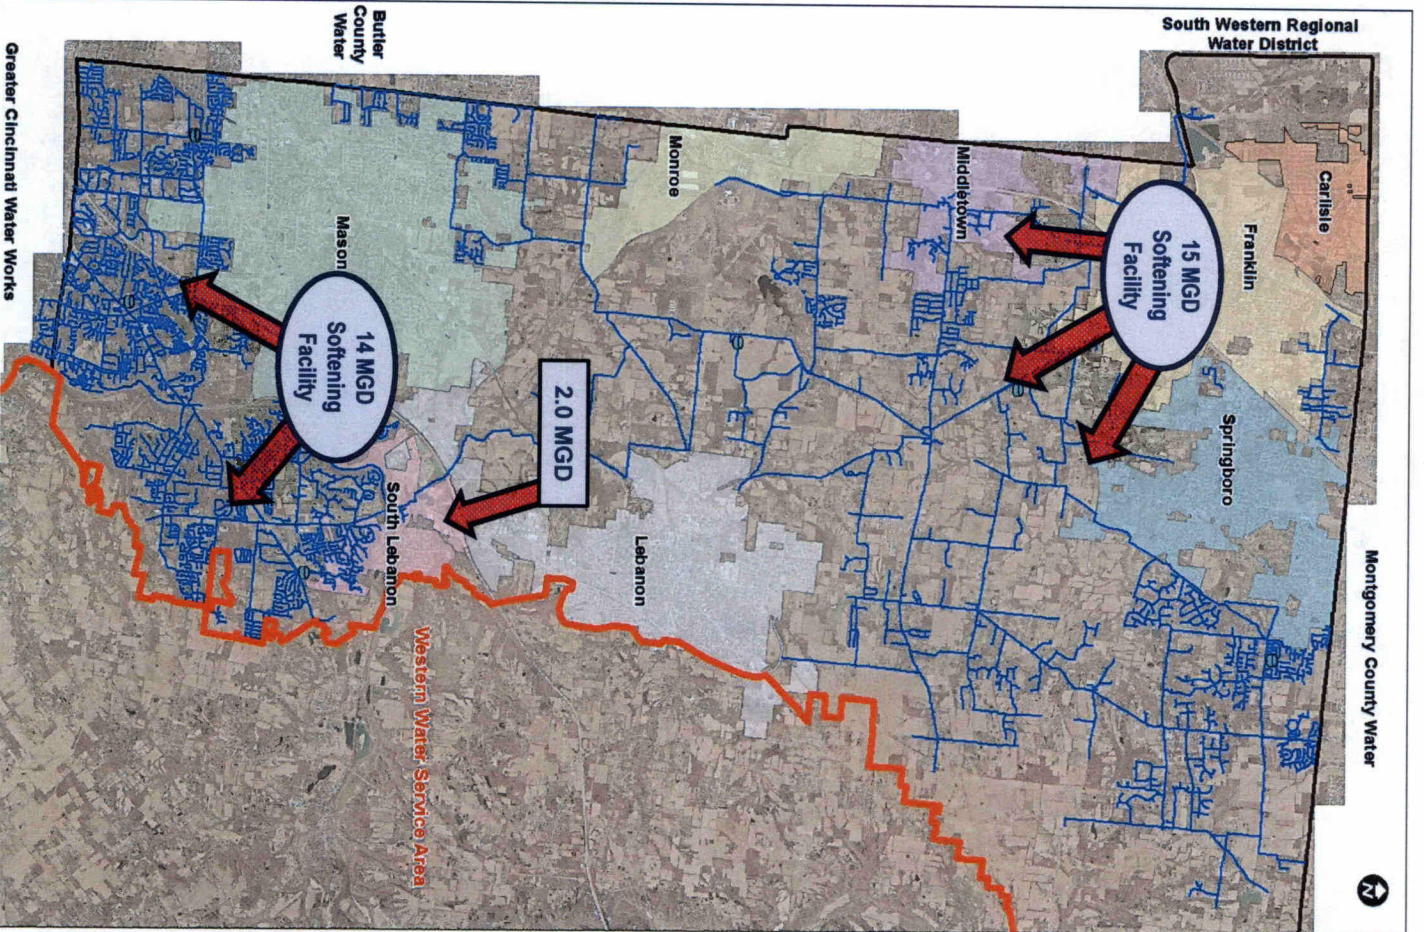 South Western Regional
Water District
Montgomery County Water
N
Carlisle
Franklin
15 MGD
Softening
Facility
Springboro
Middletown
Monroe
Lebanon
2.0 MGD
Butler
County
Water
Mason
14 MGD
Softening
Facility
South Lebanon
Western Water Service Area
Greater Cincinnati Water Works